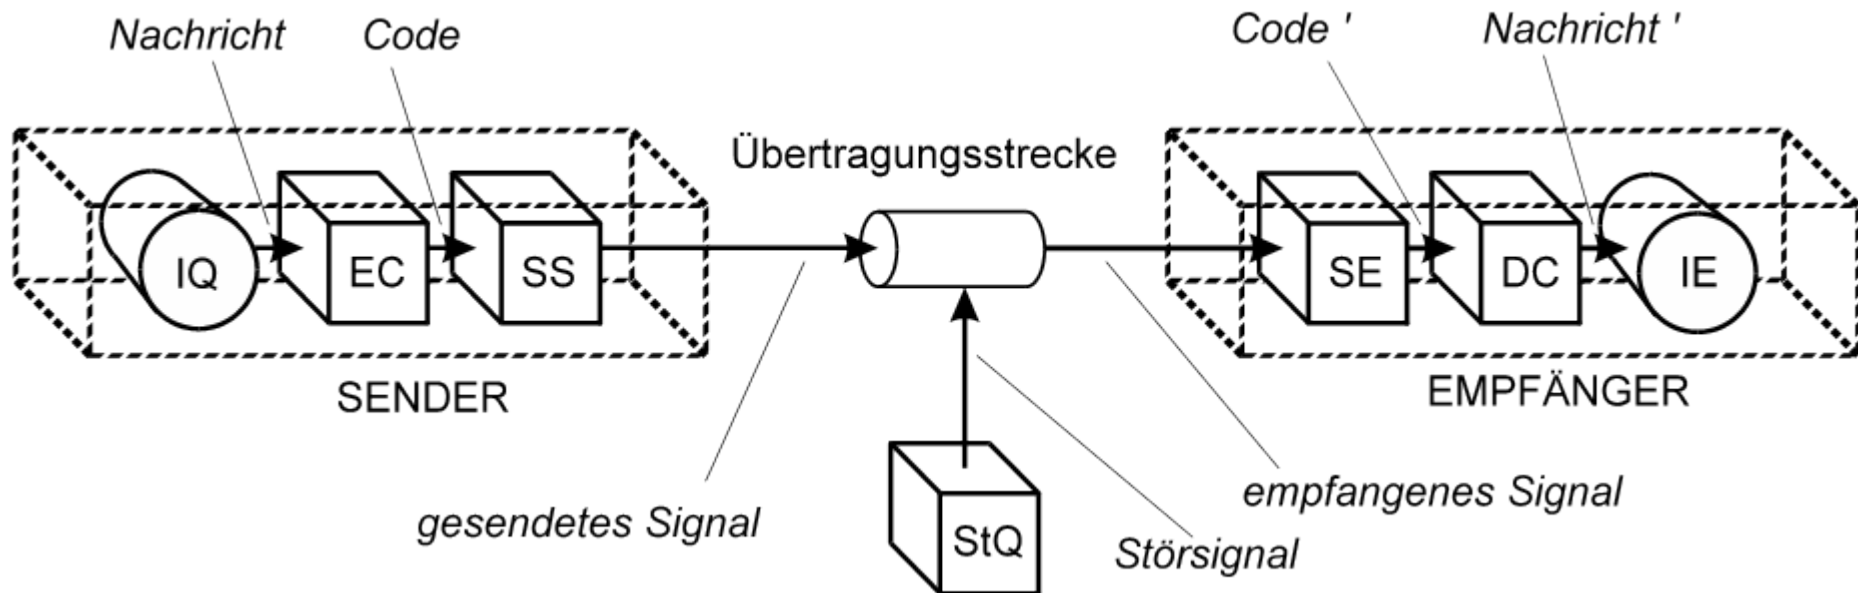 Nachricht
Code
Code '
Nachricht '
Übertragungsstrecke
IQ
EC
SS
SE
DC
IE
SENDER
EMPFÄNGER
gesendetes Signal
StQ
Störsignal
empfangenes Signal